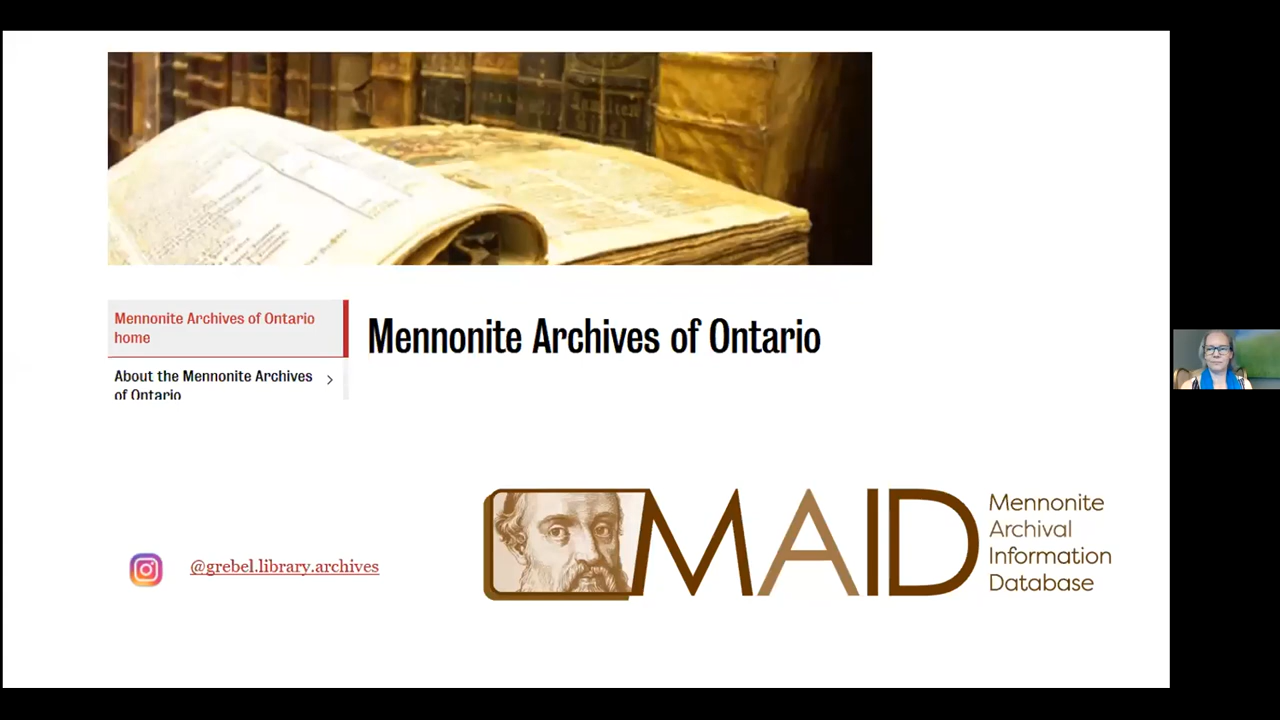 Mennonite Archives of Ontario
home
About the Mennonite Archives
of Ontario
Mennonite Archives of Ontario
@grebel.library.archives
MAID
Mennonite
Archival
Information
Database